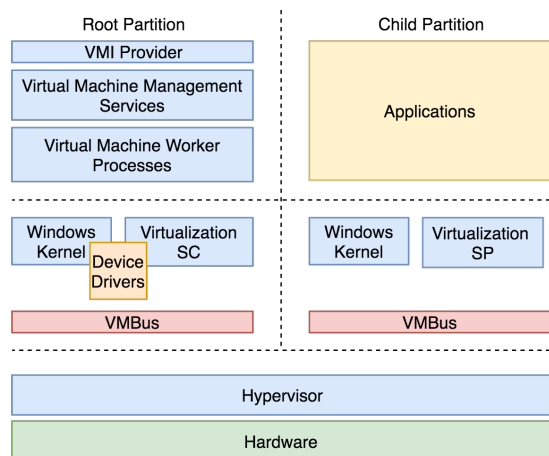 Root Partition
Child Partition
VMI Provider
Virtual Machine Management
Services
Virtual Machine Worker
Processes
Applications
Windows
Kernel
Virtualization
SC
Device
Drivers
Windows
Kernel
Virtualization
SP
VMBus
VMBus
Hypervisor
Hardware